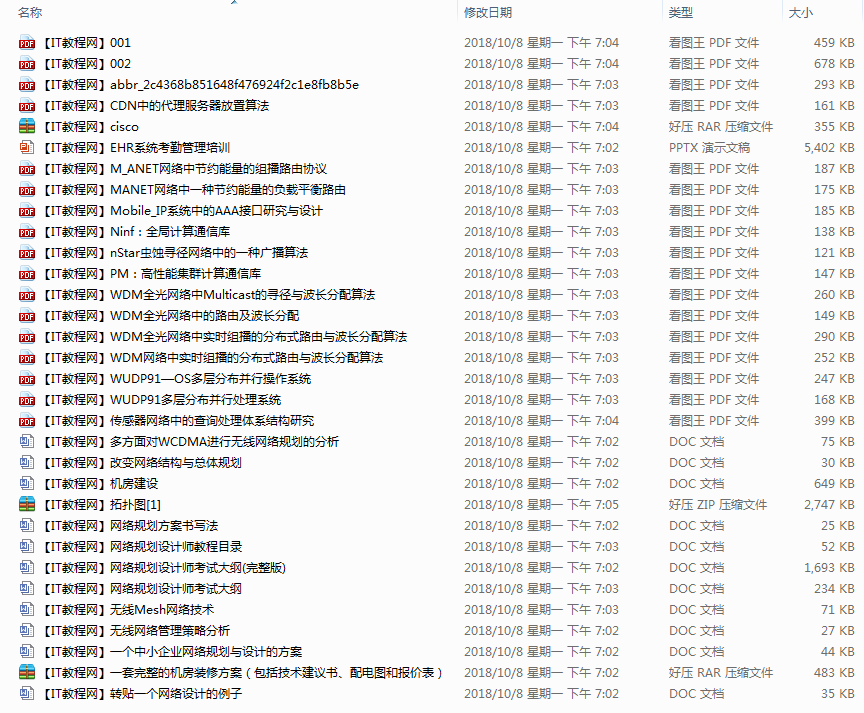 名称 修改日期 类型 大小
【IT教程网】001 2018/10/8 星期一 下午 7:04 看图王 PDF 文件 459 KB
【IT教程网】002 2018/10/8 星期一 下午 7:04 看图王 PDF 文件 678 KB
【IT教程网】abbr_2c4368b851648f476924f2c1e8fb8b5e 2018/10/8 星期一 下午 7:03 看图王 PDF 文件 293 KB
【IT教程网】CDN中的代理服务器放置算法 2018/10/8 星期一 下午 7:03 看图王 PDF 文件 161 KB
【IT教程网】cisco 2018/10/8 星期一 下午 7:04 好压 RAR 压缩文件 355 KB
【IT教程网】EHR系统考勤管理培训 2018/10/8 星期一 下午 7:02 PPTX 演示文稿 5,402 KB
【IT教程网】M_ANET网络中节约能量的组播路由协议 2018/10/8 星期一 下午 7:03 看图王 PDF 文件 187 KB
【IT教程网】MANET网络中一种节约能量的负载平衡路由 2018/10/8 星期一 下午 7:03 看图王 PDF 文件 175 KB
【IT教程网】Mobile_IP系统中的AAA接口研究与设计 2018/10/8 星期一 下午 7:03 看图王 PDF 文件 185 KB
【IT教程网】Ninf：全局计算通信库 2018/10/8 星期一 下午 7:03 看图王 PDF 文件 138 KB
【IT教程网】nStar虫蚀寻径网络中的一种广播算法 2018/10/8 星期一 下午 7:03 看图王 PDF 文件 121 KB
【IT教程网】PM：高性能集群计算通信库 2018/10/8 星期一 下午 7:03 看图王 PDF 文件 147 KB
【IT教程网】WDM全光网络中Multicast的寻径与波长分配算法 2018/10/8 星期一 下午 7:03 看图王 PDF 文件 260 KB
【IT教程网】WDM全光网络中的路由及波长分配 2018/10/8 星期一 下午 7:03 看图王 PDF 文件 149 KB
【IT教程网】WDM全光网络中实时组播的分布式路由与波长分配算法 2018/10/8 星期一 下午 7:03 看图王 PDF 文件 290 KB
【IT教程网】WDM网络中实时组播的分布式路由与波长分配算法 2018/10/8 星期一 下午 7:03 看图王 PDF 文件 252 KB
【IT教程网】WUDP91—OS多层分布并行操作系统 2018/10/8 星期一 下午 7:03 看图王 PDF 文件 247 KB
【IT教程网】WUDP91多层分布并行处理系统 2018/10/8 星期一 下午 7:03 看图王 PDF 文件 168 KB
【IT教程网】传感器网络中的查询处理体系结构研究 2018/10/8 星期一 下午 7:04 看图王 PDF 文件 399 KB
【IT教程网】多方面对WCDMA进行无线网络规划的分析 2018/10/8 星期一 下午 7:02 DOC 文档 75 KB
【IT教程网】改变网络结构与总体规划 2018/10/8 星期一 下午 7:02 DOC 文档 30 KB
【IT教程网】机房建设 2018/10/8 星期一 下午 7:02 DOC 文档 649 KB
【IT教程网】拓扑图[1] 2018/10/8 星期一 下午 7:05 好压 ZIP 压缩文件 2,747 KB
【IT教程网】网络规划方案书写法 2018/10/8 星期一 下午 7:02 DOC 文档 25 KB
【IT教程网】网络规划设计师教程目录 2018/10/8 星期一 下午 7:03 DOC 文档 52 KB
【IT教程网】网络规划设计师考试大纲(完整版) 2018/10/8 星期一 下午 7:02 DOC 文档 1,693 KB
【IT教程网】网络规划设计师考试大纲 2018/10/8 星期一 下午 7:03 DOC 文档 234 KB
【IT教程网】无线Mesh网络技术 2018/10/8 星期一 下午 7:03 DOC 文档 71 KB
【IT教程网】无线网络管理策略分析 2018/10/8 星期一 下午 7:02 DOC 文档 27 KB
【IT教程网】一个中小企业网络规划与设计的方案 2018/10/8 星期一 下午 7:02 DOC 文档 44 KB
【IT教程网】一套完整的机房装修方案（包括技术建议书、配电图和报价表） 2018/10/8 星期一 下午 7:02 好压 RAR 压缩文件 483 KB
【IT教程网】转贴一个网络设计的例子 2018/10/8 星期一 下午 7:02 DOC 文档 35 KB